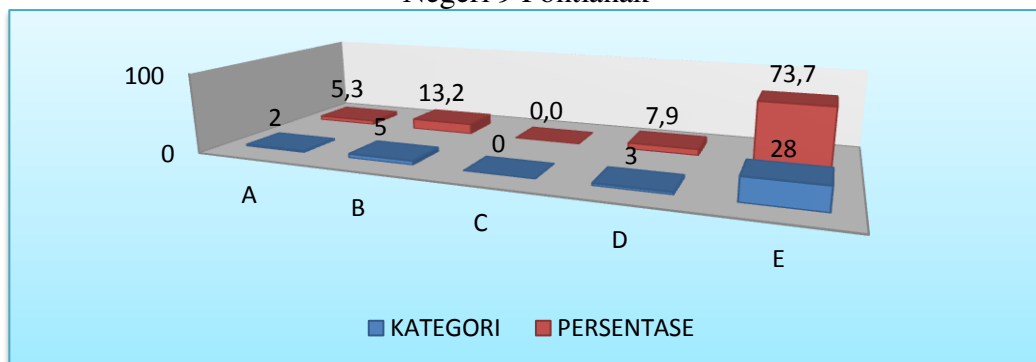 Negeri 9 Pontianak
100
0
5,3 13,2 0,0 7,9 73,7
2 5 0 3 28
A B C D E
KATEGORI PERSENTASE